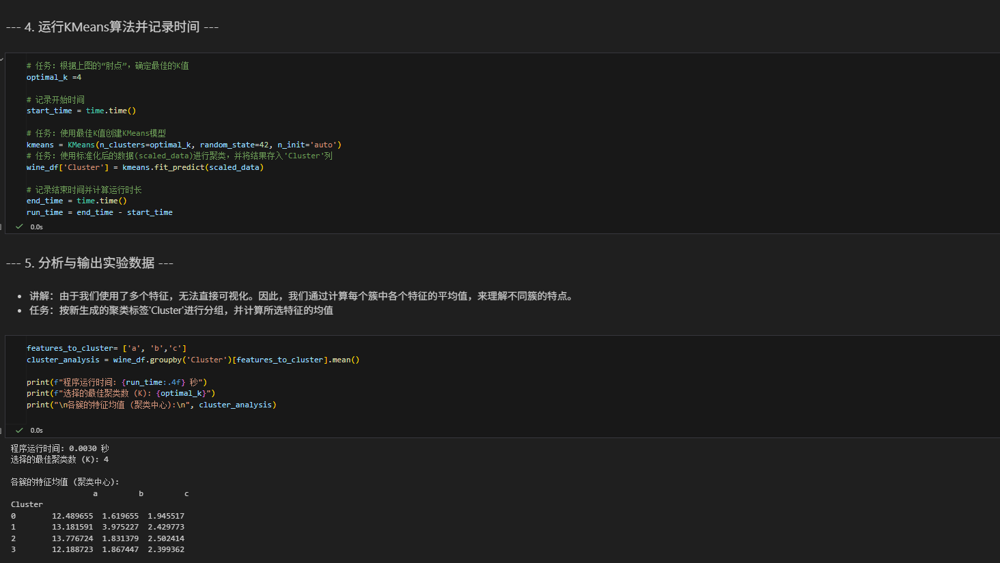 --- 4. 运行KMeans算法并记录时间 ---
# 任务: 根据上图的“肘点”，确定最佳的K值
optimal_k =4
# 记录开始时间
start_time = time.time()
# 任务: 使用最佳K值创建KMeans模型
kmeans = KMeans(n_clusters=optimal_k, random_state=42, n_init='auto')
# 任务: 使用标准化后的数据(scaled_data)进行聚类，并将结果存入'Cluster'列
wine_df['Cluster'] = kmeans.fit_predict(scaled_data)
# 记录结束时间并计算运行时长
end_time = time.time()
run_time = end_time - start_time
0.0s
--- 5. 分析与输出实验数据 ---
• 讲解：由于我们使用了多个特征，无法直接可视化。因此，我们通过计算每个簇中各个特征的平均值，来理解不同簇的特点。
• 任务：按新生成的聚类标签'Cluster'进行分组，并计算所选特征的均值
features_to_cluster= ['a', 'b','c']
cluster_analysis = wine_df.groupby('Cluster')[features_to_cluster].mean()
print(f"程序运行时间: {run_time:.4f} 秒")
print(f"选择的最佳聚类数 (K): {optimal_k}")
print("\n各簇的特征均值 (聚类中心):\n", cluster_analysis)
0.0s
程序运行时间: 0.0030 秒
选择的最佳聚类数 (K): 4
各簇的特征均值 (聚类中心):
a b c
Cluster
0 12.489655 1.619655 1.945517
1 13.181591 3.975227 2.429773
2 13.776724 1.831379 2.502414
3 12.188723 1.867447 2.399362